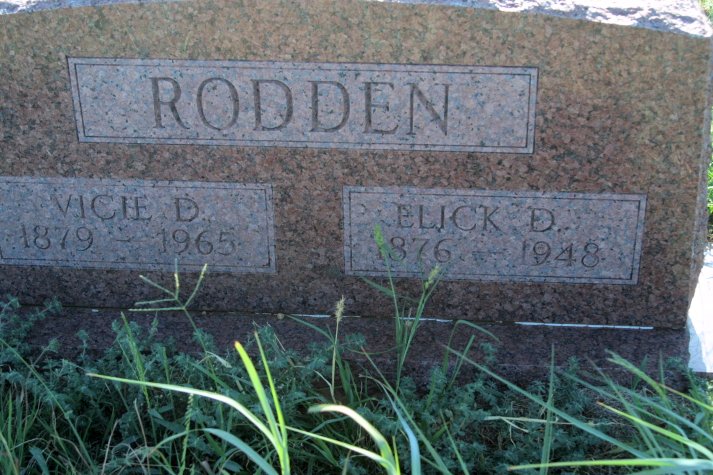 RODDEN
VICIE D.
1879 - 1965
ELICK D.
1876 - 1948